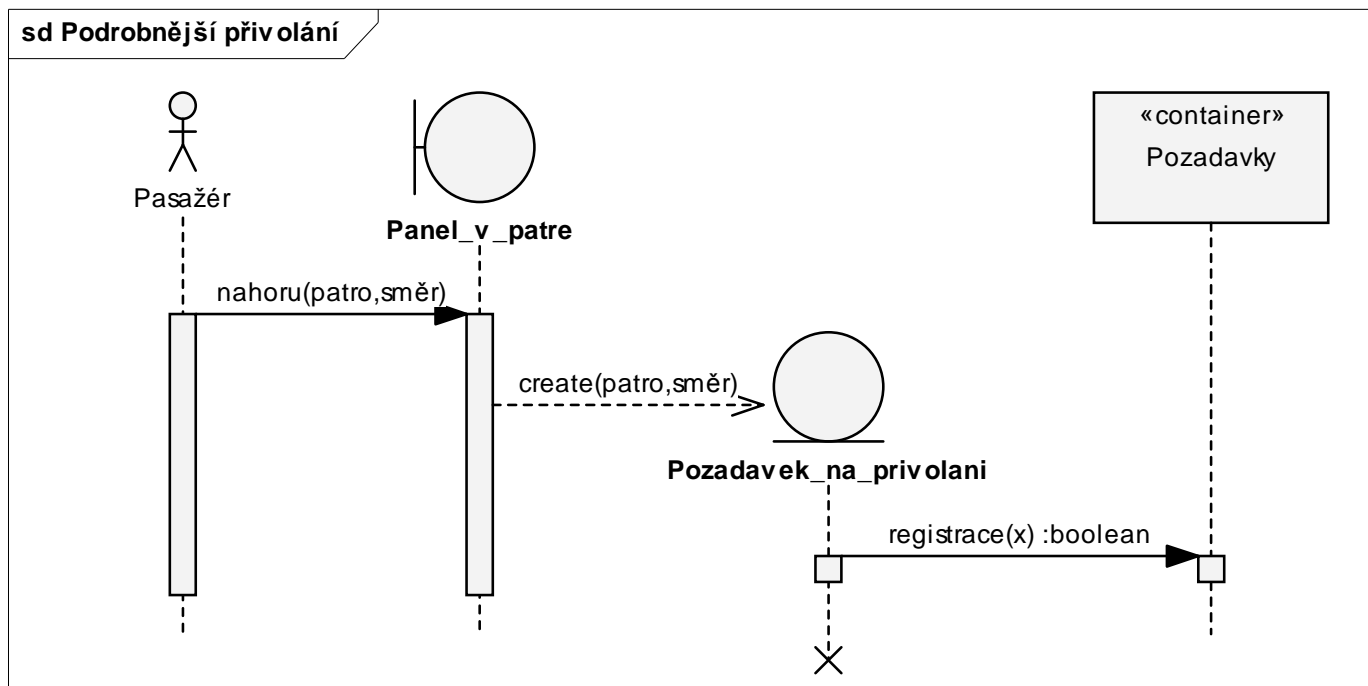 sd Podrobnější přivolání
«container»
Pozadavky
Pasažér
Panel_v_patre
nahoru(patro,směr)
create(patro,směr)
Pozadavek_na_privolani
registrace(x) :boolean